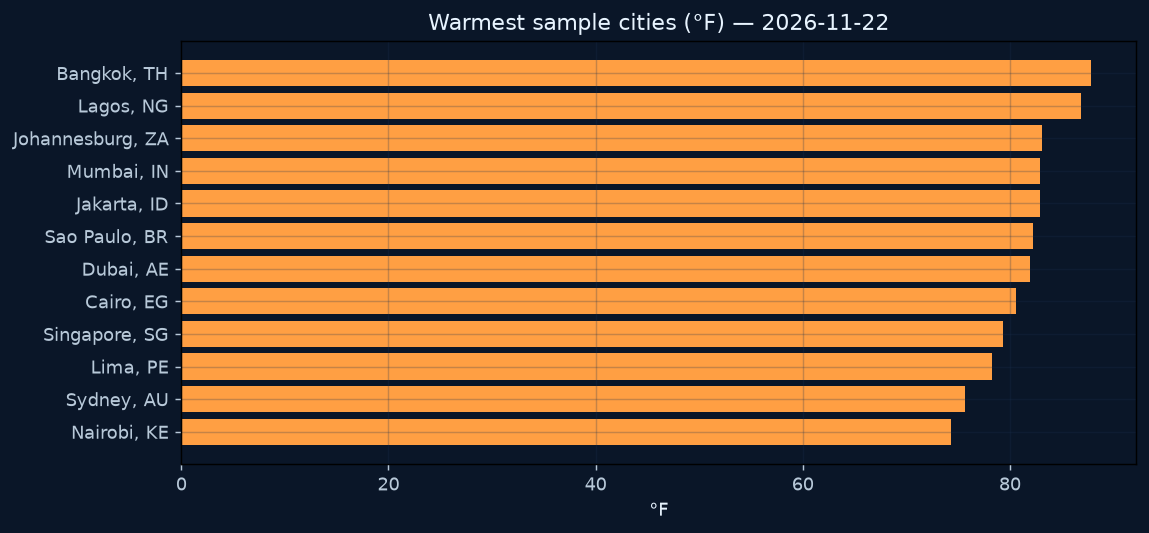 Warmest sample cities (°F) — 2026-11-22
Bangkok, TH
Lagos, NG
Johannesburg, ZA
Mumbai, IN
Jakarta, ID
Sao Paulo, BR
Dubai, AE
Cairo, EG
Singapore, SG
Lima, PE
Sydney, AU
Nairobi, KE
0 20 40 60 80
°F